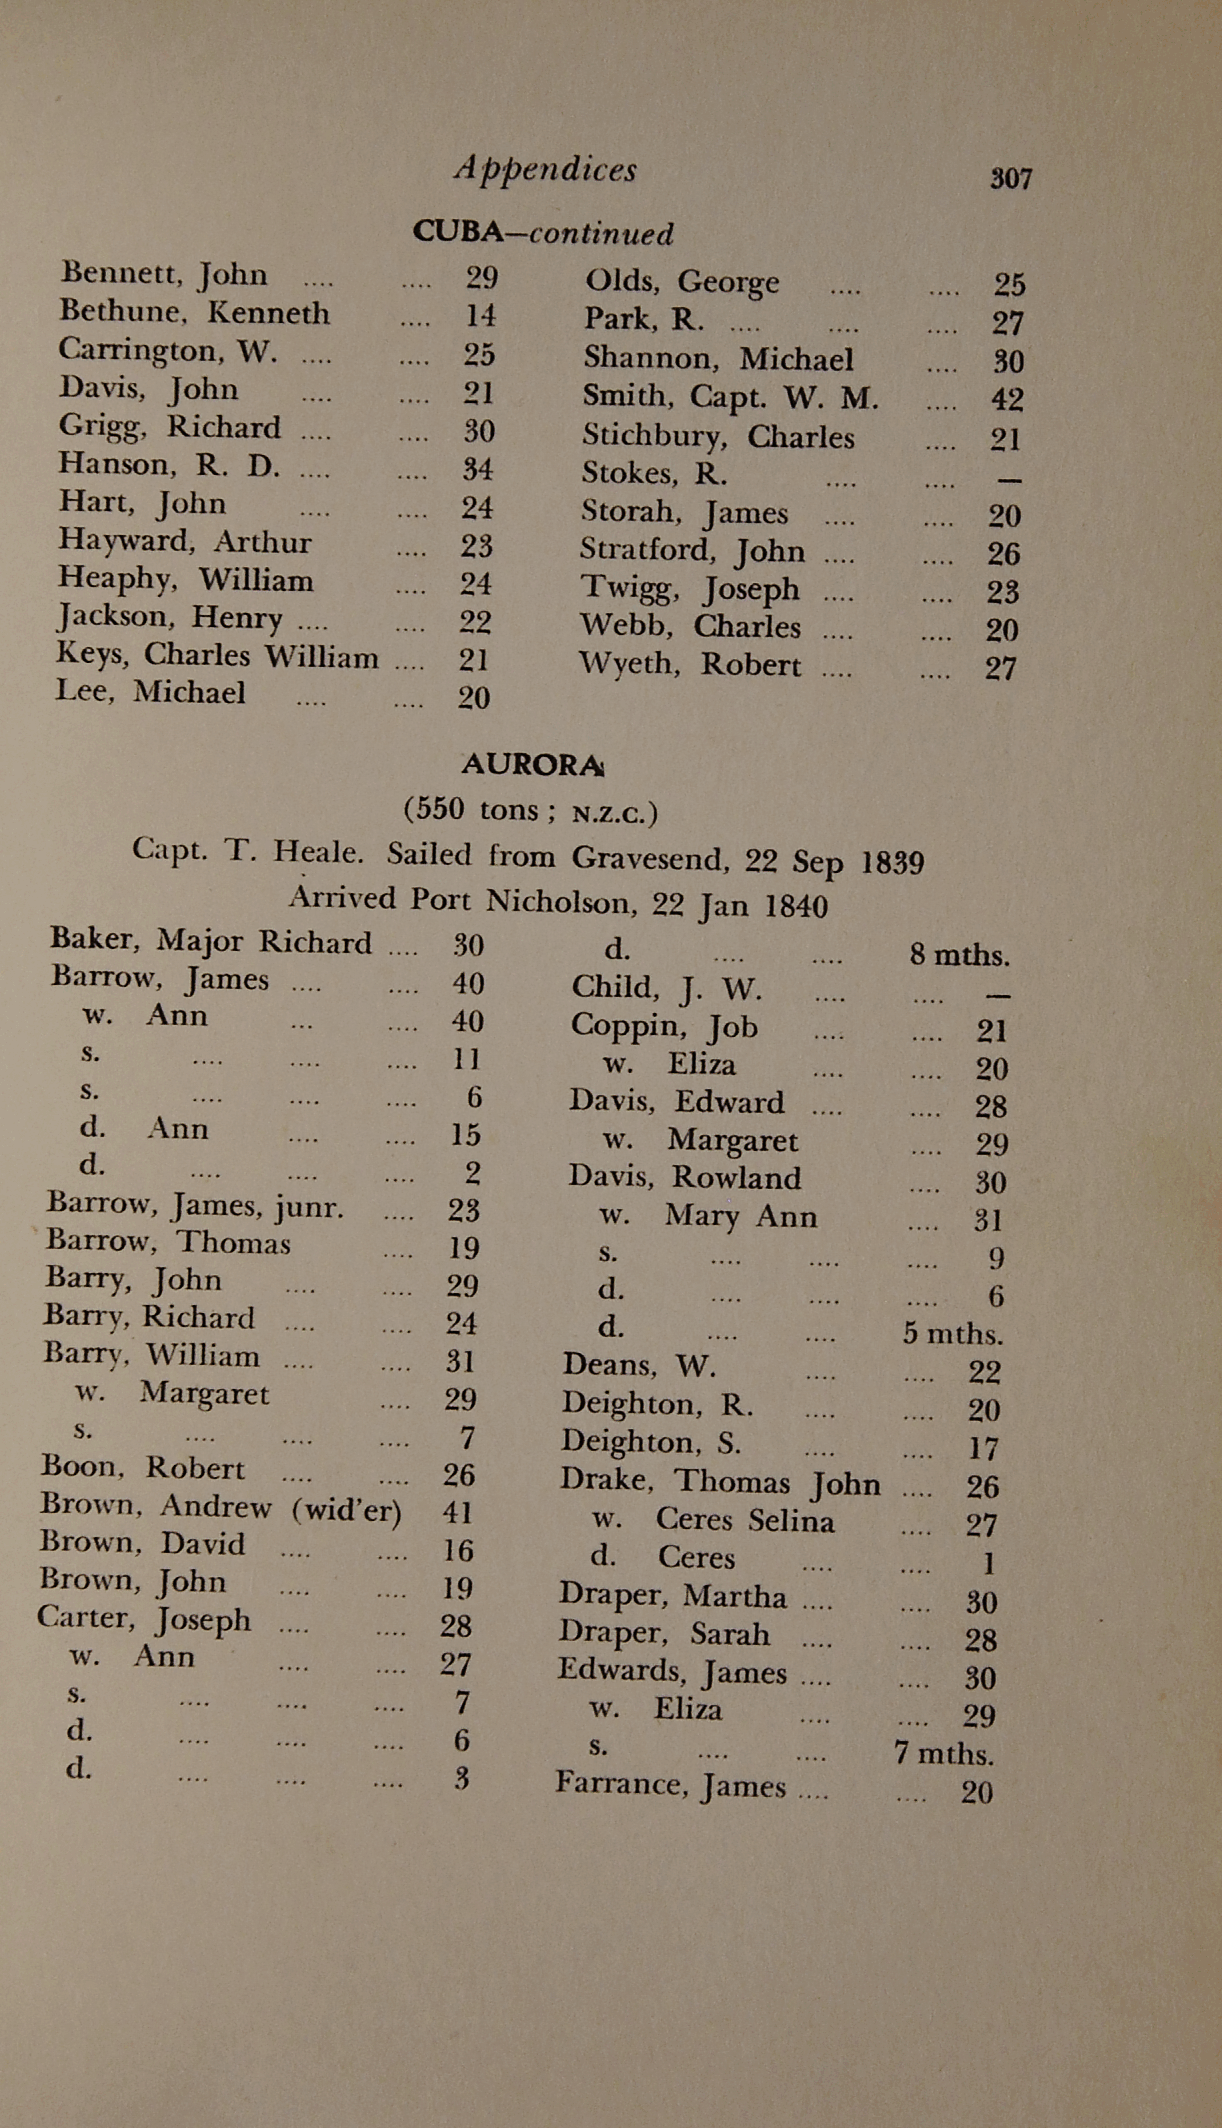 Appendices 307
CUBA—continued
Bennett, John .... .... 29
Bethune, Kenneth .... 14
Carrington, W. .... .... 25
Davis, John .... .... 21
Grigg, Richard .... .... 30
Hanson, R. D. .... .... 34
Hart, John .... .... 24
Hayward, Arthur .... 23
Heaphy, William .... 24
Jackson, Henry .... .... 22
Keys, Charles William .... 21
Lee, Michael .... .... 20
Olds, George .... .... 25
Park, R. .... .... .... 27
Shannon, Michael .... 30
Smith, Capt. W. M. .... 42
Stichbury, Charles .... 21
Stokes, R. .... .... —
Storah, James .... .... 20
Stratford, John .... .... 26
Twigg, Joseph .... .... 23
Webb, Charles .... .... 20
Wyeth, Robert .... .... 27
AURORA
(550 tons ; N.Z.C.)
Capt. T. Heale. Sailed from Gravesend, 22 Sep 1839
Arrived Port Nicholson, 22 Jan 1840
Baker, Major Richard .... 30
Barrow, James .... .... 40
w. Ann ... .... 40
s. .... .... .... 11
s. .... .... .... 6
d. Ann .... .... 15
d. .... .... .... 2
Barrow, James, junr. .... 23
Barrow, Thomas .... 19
Barry, John .... .... 29
Barry, Richard .... .... 24
Barry, William .... .... 31
w. Margaret .... 29
s. .... .... .... 7
Boon, Robert .... .... 26
Brown, Andrew (wid'er) 41
Brown, David .... .... 16
Brown, John .... .... 19
Carter, Joseph .... .... 28
w. Ann .... .... 27
s. .... .... .... 7
d. .... .... .... 6
d. .... .... .... 3
d. .... .... 8 mths.
Child, J. W. .... .... —
Coppin, Job .... .... 21
w. Eliza .... .... 20
Davis, Edward .... .... 28
w. Margaret .... 29
Davis, Rowland .... 30
w. Mary Ann .... 31
s. .... .... .... 9
d. .... .... .... 6
d. .... .... 5 mths.
Deans, W. .... .... 22
Deighton, R. .... .... 20
Deighton, S. .... .... 17
Drake, Thomas John .... 26
w. Ceres Selina .... 27
d. Ceres .... .... 1
Draper, Martha .... .... 30
Draper, Sarah .... .... 28
Edwards, James .... .... 30
w. Eliza .... .... 29
s. .... .... 7 mths.
Farrance, James .... .... 20